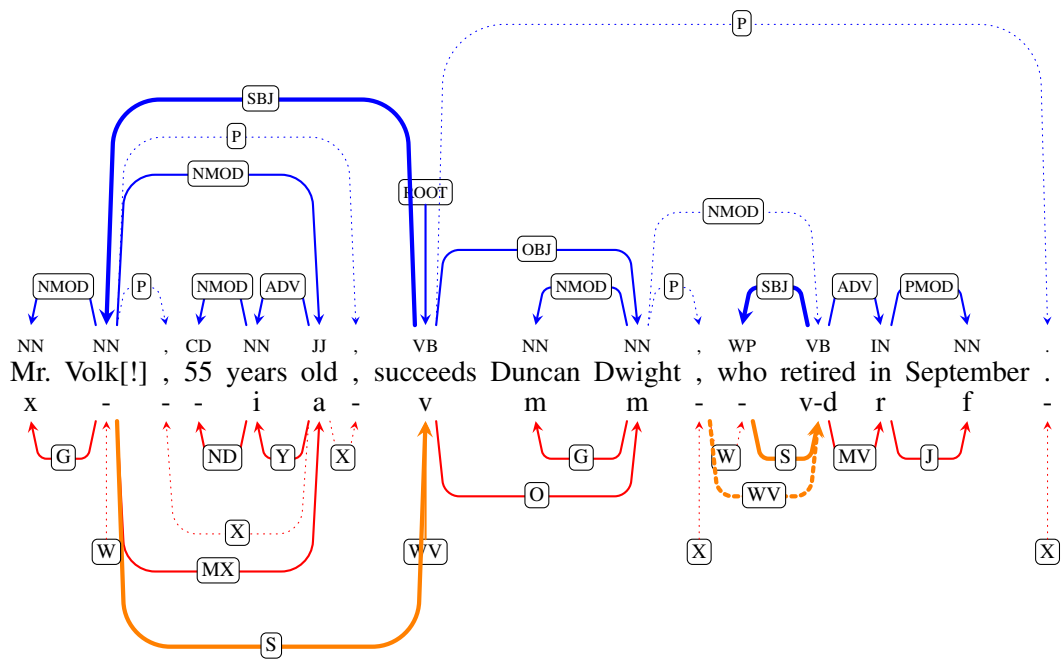 P
SBJ
P
NMOD
ROOT
NMOD
OBJ
NMOD P NMOD ADV NMOD P SBJ ADV PMOD
NN NN , CD NN JJ , VB NN NN , WP VB IN NN .
Mr. Volk[!] , 55 years old , succeeds Duncan Dwight , who retired in September .
x - - - i a - v m m - - v-d r f -
G ND Y X G W S MV J
O WV
X
W MX WV X X
S